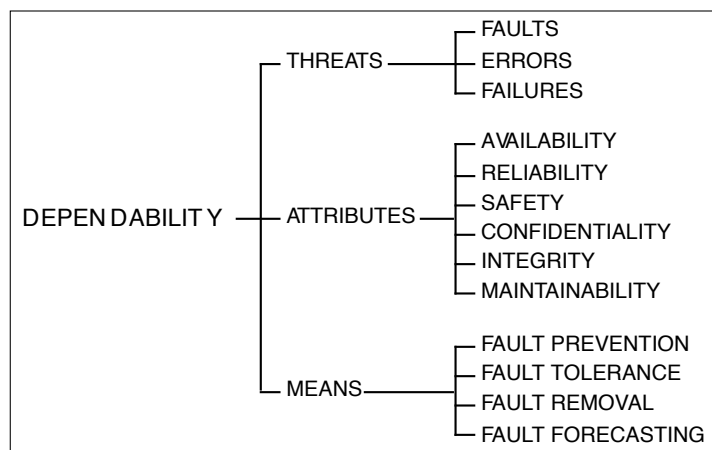 THREATS
FAULTS
ERRORS
FAILURES
DEPENDABILITY
ATTRIBUTES
AVAILABILITY
RELIABILITY
SAFETY
CONFIDENTIALITY
INTEGRITY
MAINTAINABILITY
MEANS
FAULT PREVENTION
FAULT TOLERANCE
FAULT REMOVAL
FAULT FORECASTING